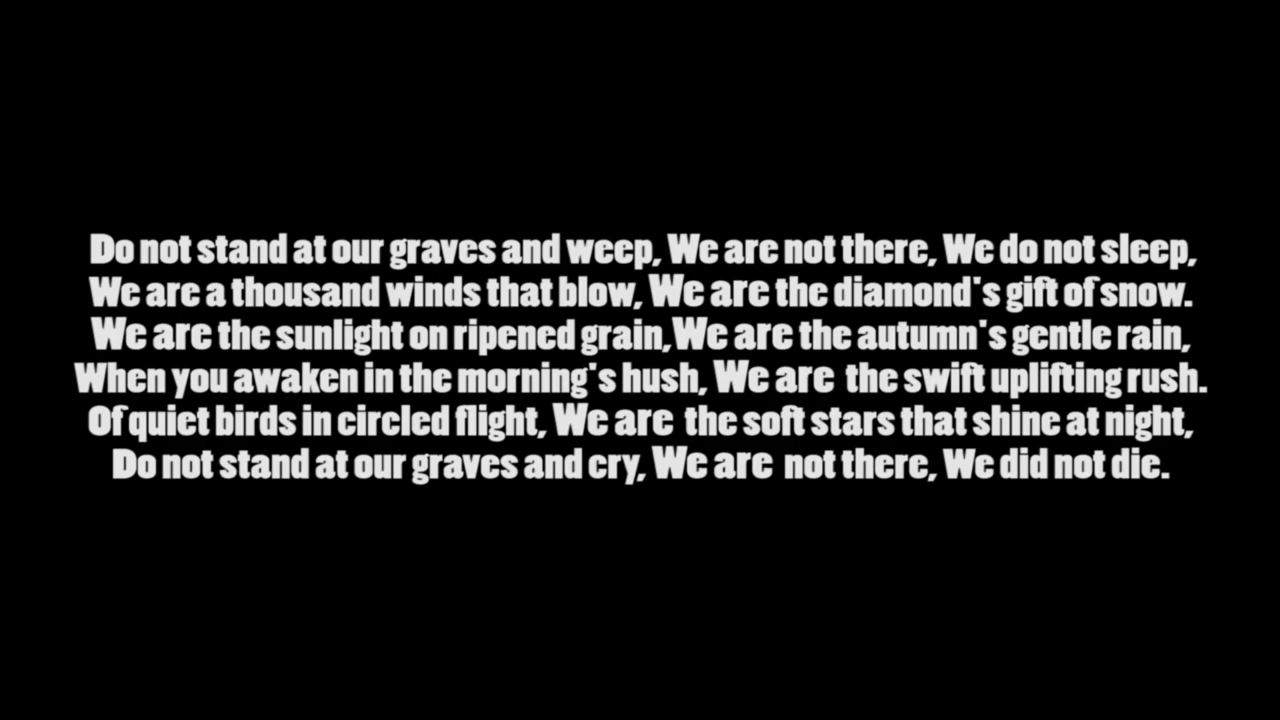 Do not stand at our graves and weep, We are not there, We do not sleep,
We are a thousand winds that blow, We are the diamond's gift of snow.
We are the sunlight on ripened grain,We are the autumn's gentle rain,
When you awaken in the morning's hush, We are the swift uplifting rush.
Of quiet birds in circled flight, We are the soft stars that shine at night,
Do not stand at our graves and cry, We are not there, We did not die.